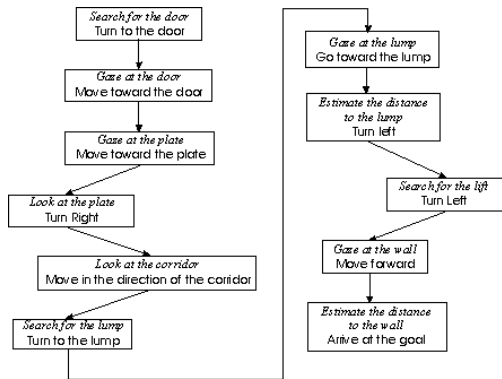 Search for the door
Turn to the door
Gaze at the door
Move toward the door
Gaze at the plate
Move toward the plate
Look at the plate
Turn Right
Look at the corridor
Move in the direction of the corridor
Search for the lump
Turn to the lump
Gaze at the lump
Go toward the lump
Estimate the distance
to the lump
Turn left
Search for the lift
Turn Left
Gaze at the wall
Move forward
Estimate the distance
to the wall
Arrive at the goal